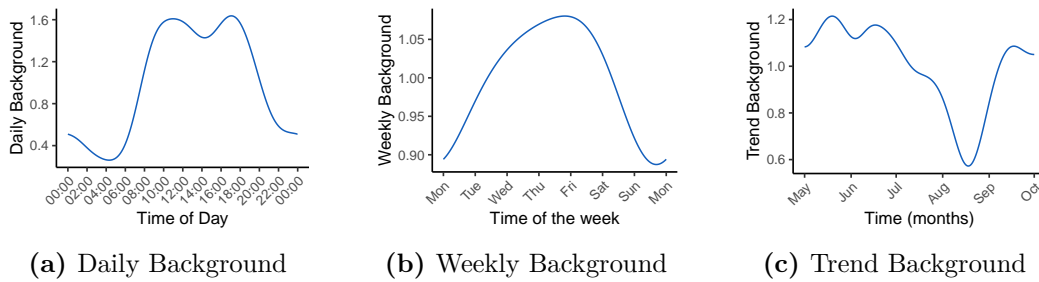 Daily Background
1.6
1.2
0.8
0.4
00:00
02:00
04:00
06:00
08:00
10:00
12:00
14:00
16:00
18:00
20:00
22:00
00:00
Time of Day
(a) Daily Background
Weekly Background
1.05
1.00
0.95
0.90
Mon
Tue
Wed
Thu
Fri
Sat
Sun
Mon
Time of the week
(b) Weekly Background
Trend Background
1.2
1.0
0.8
0.6
May
Jun
Jul
Aug
Sep
Oct
Time (months)
(c) Trend Background